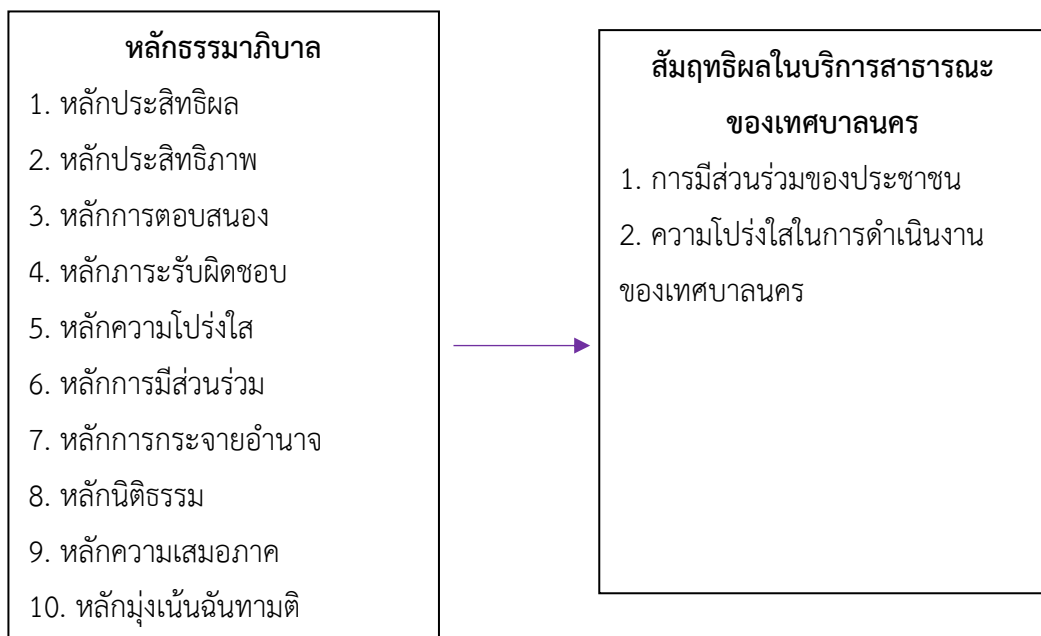 หลักธรรมาภิบาล
1. หลักประสิทธิผล
2. หลักประสิทธิภาพ
3. หลักการตอบสนอง
4. หลักภาระรับผิดชอบ
5. หลักความโปร่งใส
6. หลักการมีส่วนร่วม
7. หลักการกระจายอำนาจ
8. หลักนิติธรรม
9. หลักความเสมอภาค
10. หลักมุ่งเน้นฉันทามติ
สัมฤทธิผลในบริการสาธารณะ
ของเทศบาลนคร
1. การมีส่วนร่วมของประชาชน
2. ความโปร่งใสในการดำเนินงาน
ของเทศบาลนคร